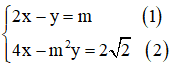 2x − y = m (1)
4x − m²y = 2√2 (2)